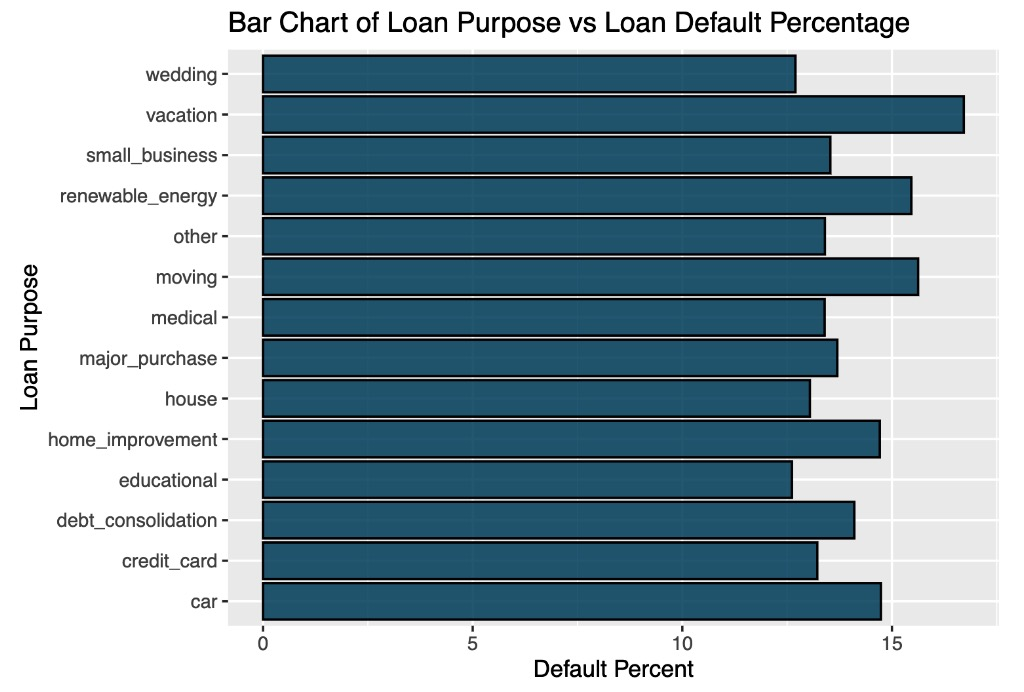 Bar Chart of Loan Purpose vs Loan Default Percentage
Loan Purpose
wedding
vacation
small_business
renewable_energy
other
moving
medical
major_purchase
house
home_improvement
educational
debt_consolidation
credit_card
car
0 5 10 15
Default Percent